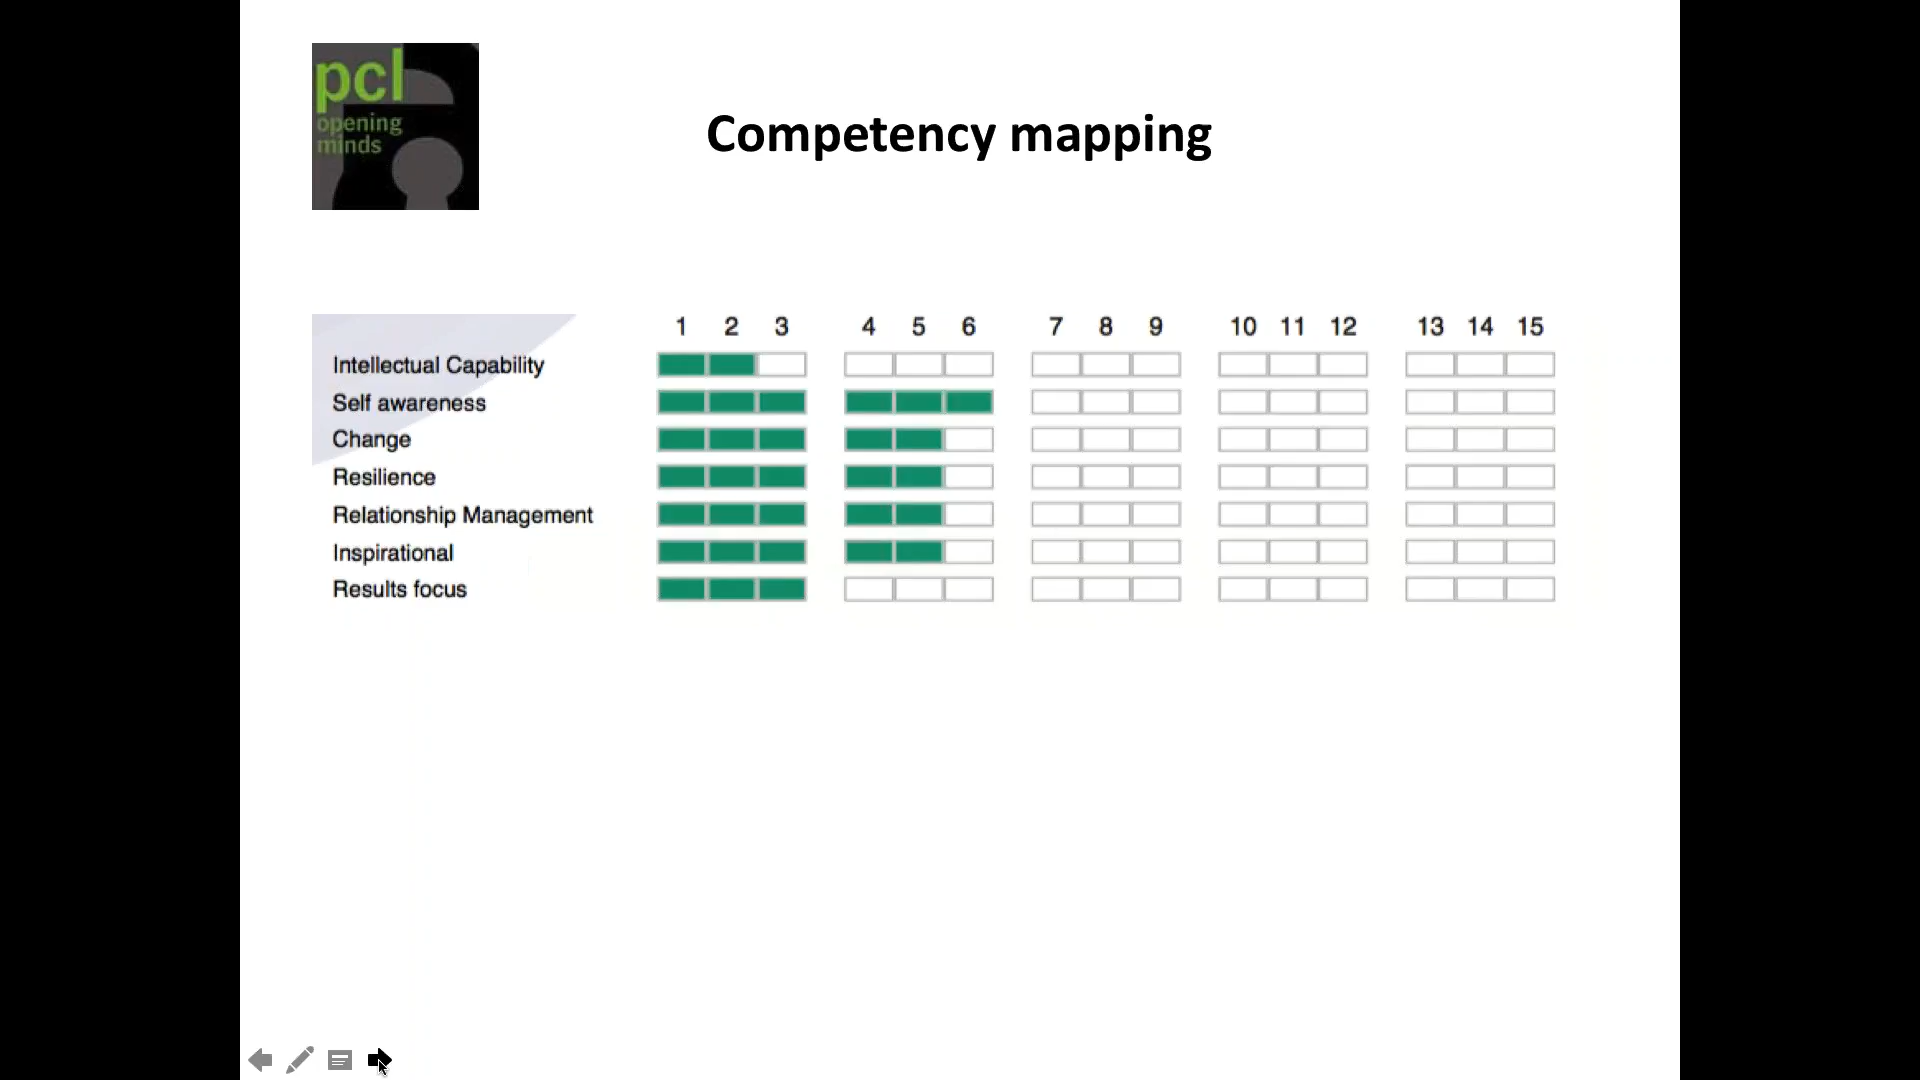 pcl
opening
minds
Competency mapping
1 2 3 4 5 6 7 8 9 10 11 12 13 14 15
Intellectual Capability
Self awareness
Change
Resilience
Relationship Management
Inspirational
Results focus